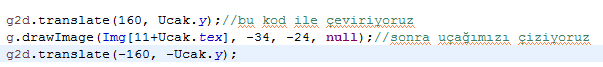 g2d.translate(160, Ucak.y);//bu kod ile çeviriyoruz
g.drawImage(Img[11+Ucak.tex], -34, -24, null);//sonra uçağımızı çiziyoruz
g2d.translate(-160, -Ucak.y);